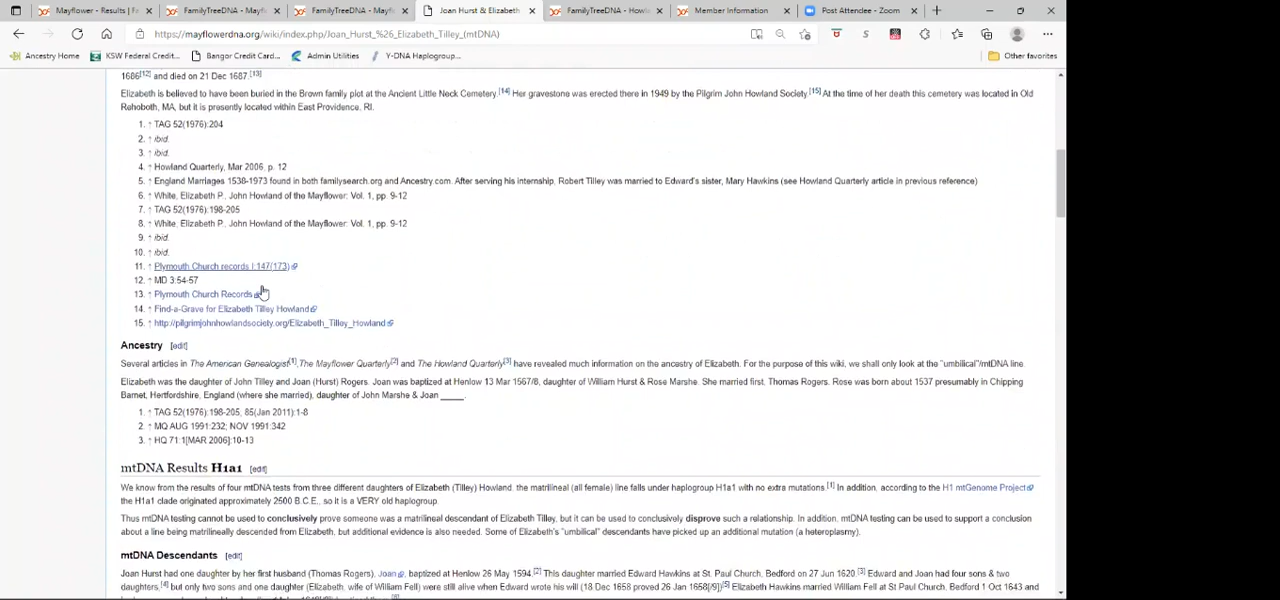 Mayflower - Results | F
FamilyTreeDNA - Mayf
FamilyTreeDNA - Mayf
Joan Hurst & Elizabeth
FamilyTreeDNA - Howl
Member Information
Post Attendee - Zoom
https://mayflowerdna.org/wiki/index.php/Joan_Hurst_%26_Elizabeth_Tilley_(mtDNA)
Ancestry Home
KSW Federal Credit...
Bangor Credit Card...
Admin Utilities
Y-DNA Haplogroup...
Other favorites
1686[12] and died on 21 Dec 1687.[13]
Elizabeth is believed to have been buried in the Brown family plot at the Ancient Little Neck Cemetery.[14] Her gravestone was erected there in 1949 by the Pilgrim John Howland Society.[15] At the time of her death this cemetery was located in Old
Rehoboth, MA, but it is presently located within East Providence. RI.
1. ↑ TAG 52(1976):204
2. ↑ ibid.
3. ↑ ibid.
4. ↑ Howland Quarterly, Mar 2006, p. 12
5. ↑ England Marriages 1538-1973 found in both familysearch.org and Ancestry.com. After serving his internship, Robert Tilley was married to Edward's sister, Mary Hawkins (see Howland Quarterly article in previous reference)
6. ↑ White, Elizabeth P., John Howland of the Mayflower: Vol. 1, pp. 9-12
7. ↑ TAG 52(1976):198-205
8. ↑ White, Elizabeth P., John Howland of the Mayflower: Vol. 1, pp. 9-12
9. ↑ ibid.
10. ↑ ibid.
11. ↑ Plymouth Church records I:147(173)
12. ↑ MD 3:54-57
13. ↑ Plymouth Church Records
14. ↑ Find-a-Grave for Elizabeth Tilley Howland
15. ↑ http://pilgrimjohnhowlandsociety.org/Elizabeth_Tilley_Howland
Ancestry [edit]
Several articles in The American Genealogist[1],The Mayflower Quarterly[2] and The Howland Quarterly[3] have revealed much information on the ancestry of Elizabeth. For the purpose of this wiki, we shall only look at the "umbilical"/mtDNA line.
Elizabeth was the daughter of John Tilley and Joan (Hurst) Rogers. Joan was baptized at Henlow 13 Mar 1567/8, daughter of William Hurst & Rose Marshe. She married first, Thomas Rogers. Rose was born about 1537 presumably in Chipping
Barnet, Hertfordshire, England (where she married), daughter of John Marshe & Joan _____.
1. ↑ TAG 52(1976):198-205, 85(Jan 2011):1-8
2. ↑ MQ AUG 1991:232; NOV 1991:342
3. ↑ HQ 71:1[MAR 2006]:10-13
mtDNA Results H1a1 [edit]
We know from the results of four mtDNA tests from three different daughters of Elizabeth (Tilley) Howland, the matrilineal (all female) line falls under haplogroup H1a1 with no extra mutations.[1] In addition, according to the H1 mtGenome Project
the H1a1 clade originated approximately 2500 B.C.E., so it is a VERY old haplogroup.
Thus mtDNA testing cannot be used to conclusively prove someone was a matrilineal descendant of Elizabeth Tilley, but it can be used to conclusively disprove such a relationship. In addition, mtDNA testing can be used to support a conclusion
about a line being matrilineally descended from Elizabeth, but additional evidence is also needed. Some of Elizabeth's "umbilical" descendants have picked up an additional mutation (a heteroplasmy).
mtDNA Descendants [edit]
Joan Hurst had one daughter by her first husband (Thomas Rogers), Joan, baptized at Henlow 26 May 1594.[2] This daughter married Edward Hawkins at St. Paul Church, Bedford on 27 Jun 1620.[3] Edward and Joan had four sons & two
daughters,[4] but only two sons and one daughter (Elizabeth, wife of William Fell) were still alive when Edward wrote his will (18 Dec 1658 proved 26 Jan 1658[/9])[5] Elizabeth Hawkins married William Fell at St Paul Church, Bedford 1 Oct 1643 and